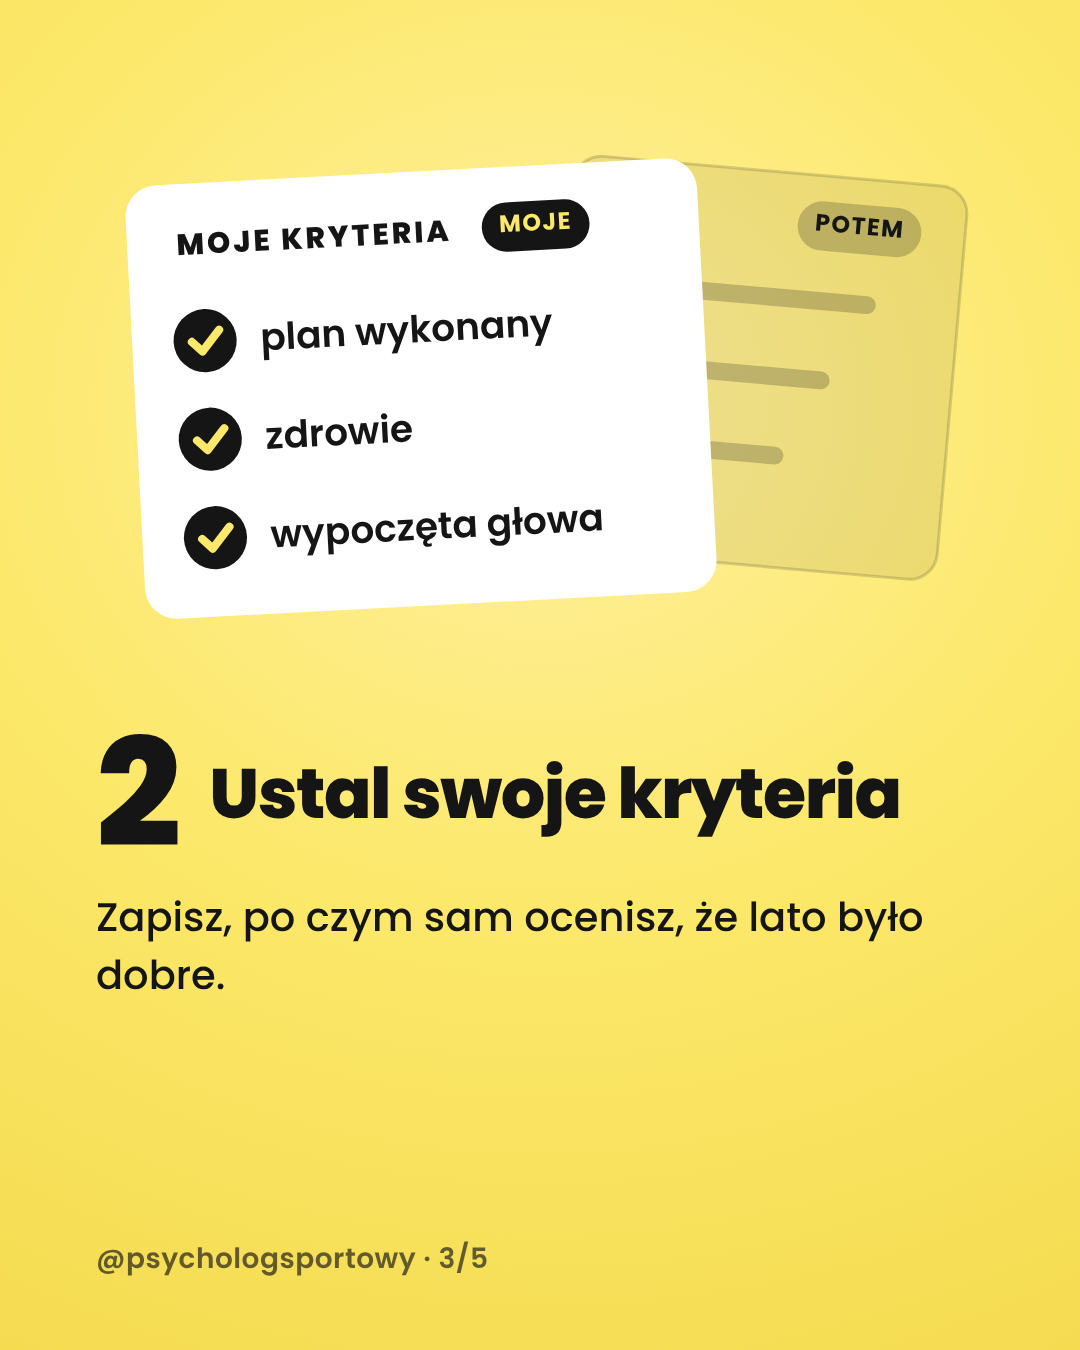 MOJE KRYTERIA MOJE
POTEM
plan wykonany
zdrowie
wypoczęta głowa
2 Ustal swoje kryteria
Zapisz, po czym sam ocenisz, że lato było
dobre.
@psychologsportowy · 3/5